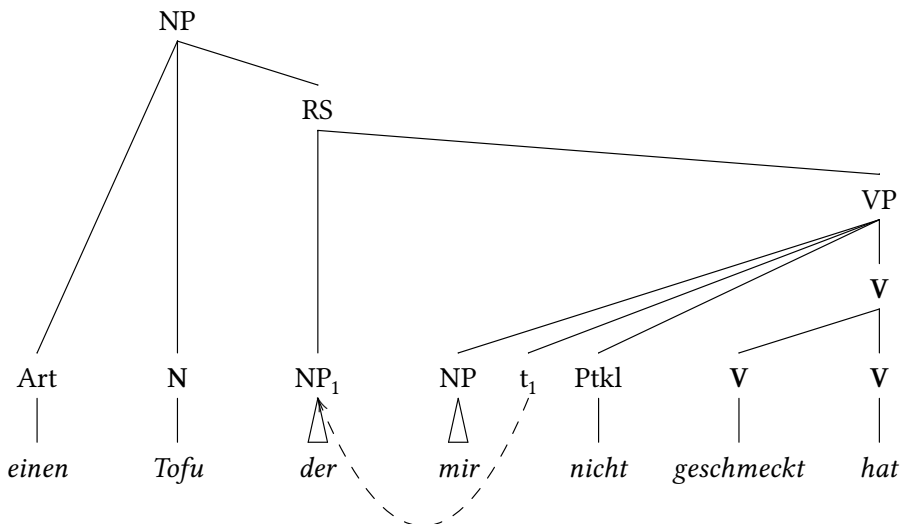 NP
RS
VP
V
Art N NP₁ NP t₁ Ptkl V V
einen Tofu der mir nicht geschmeckt hat